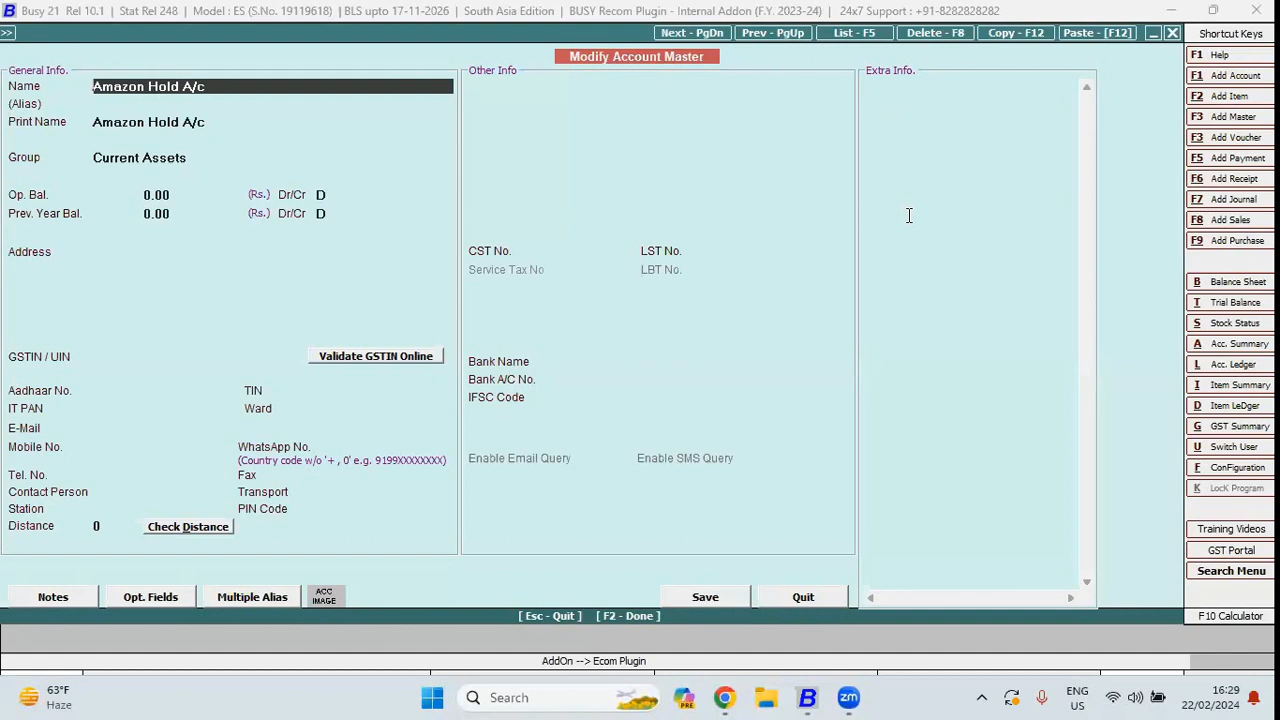 Busy 21 Rel 10.1 | Stat Rel 248 | Model : ES (S.No. 19119618) | BLS upto 17-11-2026 | South Asia Edition | BUSY Recom Plugin - Internal Addon (F.Y. 2023-24) | 24x7 Support : +91-8282828282
>> Next - PgDn Prev - PgUp List - F5 Delete - F8 Copy - F12 Paste - [F12] Shortcut Keys
Modify Account Master
General Info. Other Info Extra Info.
Name Amazon Hold A/c
(Alias)
Print Name Amazon Hold A/c
Group Current Assets
Op. Bal. 0.00 (Rs.) Dr/Cr D
Prev. Year Bal. 0.00 (Rs.) Dr/Cr D
Address
GSTIN / UIN Validate GSTIN Online
Aadhaar No. TIN
IT PAN Ward
E-Mail
Mobile No. WhatsApp No.
(Country code w/o '+ , 0' e.g. 9199XXXXXXX)
Tel. No. Fax
Contact Person Transport
Station PIN Code
Distance 0 Check Distance
CST No. LST No.
Service Tax No LBT No.
Bank Name
Bank A/C No.
IFSC Code
Enable Email Query Enable SMS Query
Notes Opt. Fields Multiple Alias ACC IMAGE Save Quit
[ Esc - Quit ] [ F2 - Done ]
F1 Help
F1 Add Account
F2 Add Item
F3 Add Master
F3 Add Voucher
F5 Add Payment
F6 Add Receipt
F7 Add Journal
F8 Add Sales
F9 Add Purchase
B Balance Sheet
T Trial Balance
S Stock Status
A Acc. Summary
L Acc. Ledger
I Item Summary
D Item LeDger
G GST Summary
U Switch User
F ConFiguration
K LocK Program
Training Videos
GST Portal
Search Menu
F10 Calculator
AddOn --> Ecom Plugin
63°F
Haze
Search
PRE
zm
ENG
US
16:29
22/02/2024